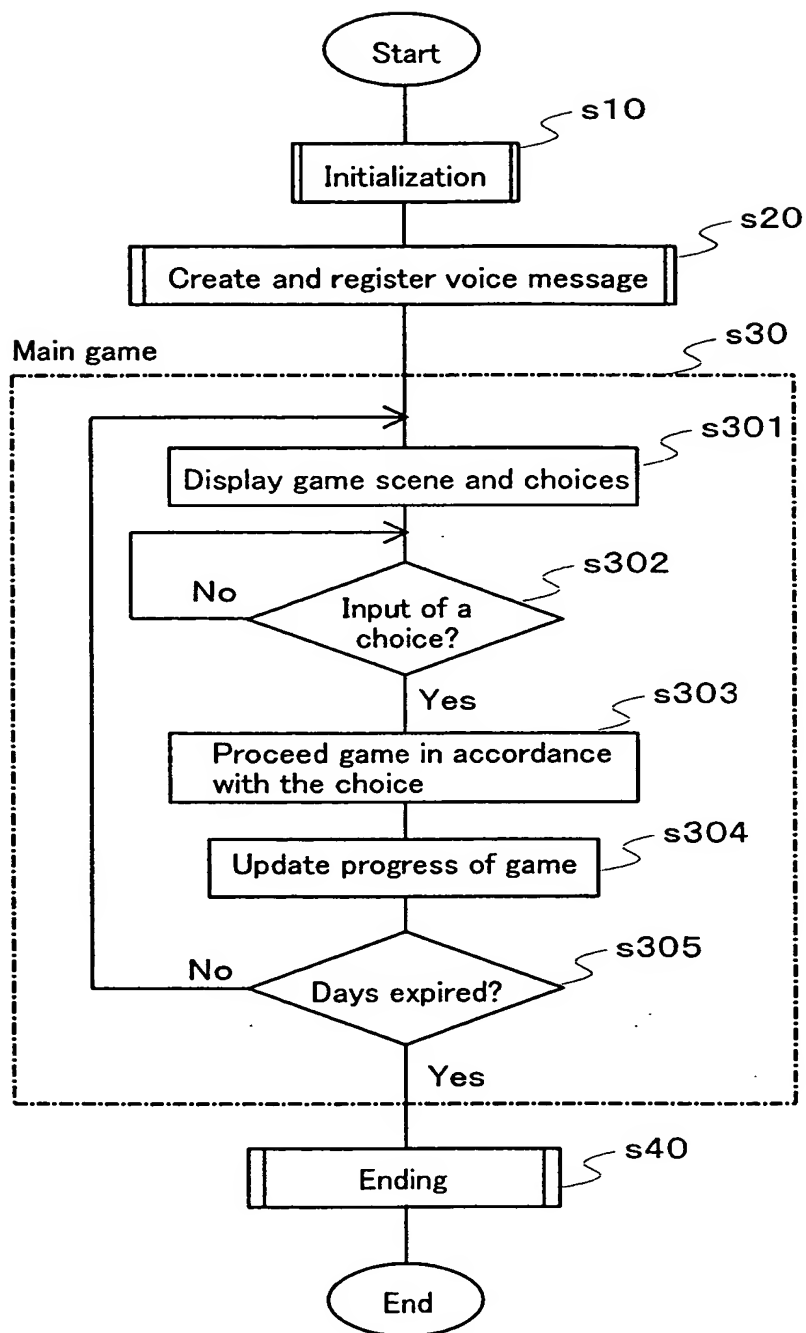 Start
s10
Initialization
s20
Create and register voice message
s30
Main game
s301
Display game scene and choices
s302
No
Input of a
choice?
Yes
s303
Proceed game in accordance
with the choice
s304
Update progress of game
s305
No
Days expired?
Yes
s40
Ending
End